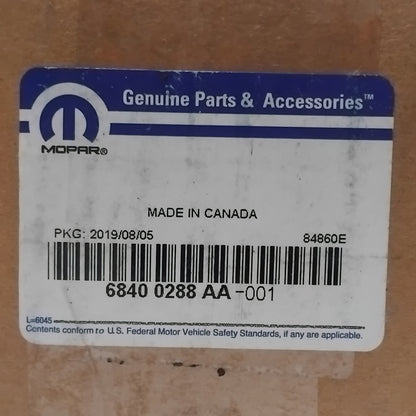 Genuine Parts & Accessories™
MOPAR®
MADE IN CANADA
PKG: 2019/08/05 84860E
6840 0288 AA-001
L=6045
Contents conform to U.S. Federal Motor Vehicle Safety Standards, if any are applicable.